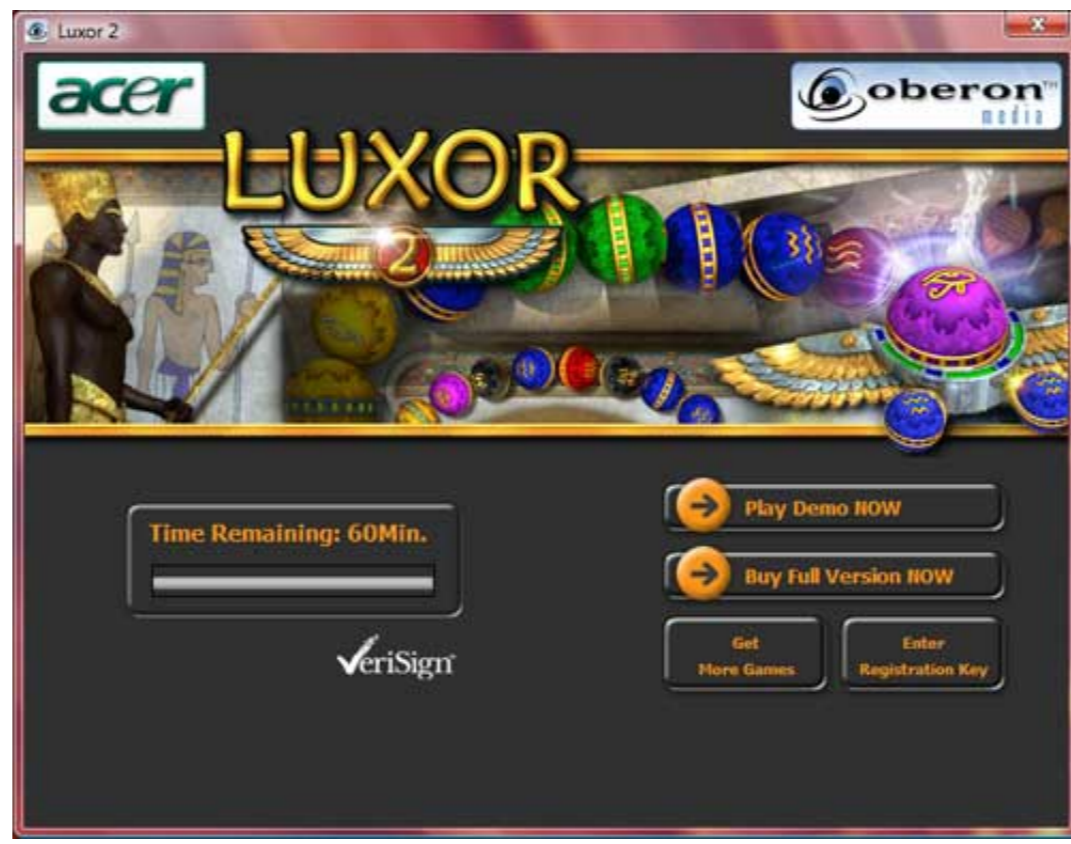 Luxor 2
acer
oberon™
media
LUXOR
2
Time Remaining: 60Min.
VeriSign
Play Demo NOW
Buy Full Version NOW
Get
More Games
Enter
Registration Key